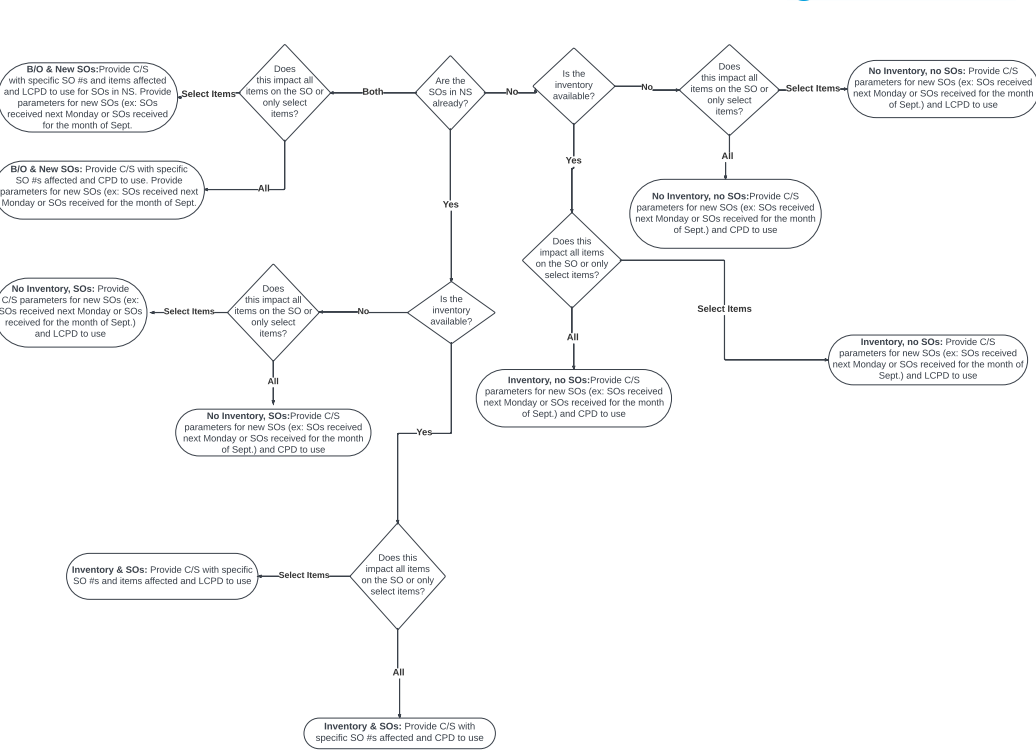 B/O & New SOs:Provide C/S
with specific SO #s and items affected
and LCPD to use for SOs in NS. Provide
parameters for new SOs (ex: SOs
received next Monday or SOs received
for the month of Sept.
Select Items
Does
this impact all
items on the SO or
only select
items?
Both
Are the
SOs in NS
already?
No
Is the
inventory
available?
No
Does
this impact all
items on the SO or
only select
items?
Select Items
No Inventory, no SOs: Provide C/S
parameters for new SOs (ex: SOs received
next Monday or SOs received for the month
of Sept.) and LCPD to use
All
B/O & New SOs: Provide C/S with specific
SO #s affected and CPD to use. Provide
parameters for new SOs (ex: SOs received next
Monday or SOs received for the month of Sept.
Yes
Yes
All
No Inventory, no SOs:Provide C/S
parameters for new SOs (ex: SOs received
next Monday or SOs received for the month
of Sept.) and CPD to use
Does this
impact all items
on the SO or only
select items?
Select Items
All
Inventory, no SOs: Provide C/S
parameters for new SOs (ex: SOs received
next Monday or SOs received for the month of
Sept.) and LCPD to use
Inventory, no SOs:Provide C/S
parameters for new SOs (ex: SOs received
next Monday or SOs received for the month
of Sept.) and CPD to use
No Inventory, SOs: Provide
C/S parameters for new SOs (ex:
SOs received next Monday or SOs
received for the month of Sept.)
and LCPD to use
Select Items
Does
this impact all
items on the SO or
only select
items?
No
Is the
inventory
available?
All
No Inventory, SOs:Provide C/S
parameters for new SOs (ex: SOs received
next Monday or SOs received for the month
of Sept.) and CPD to use
Yes
Inventory & SOs: Provide C/S with specific
SO #s and items affected and LCPD to use
Select Items
Does this
impact all items
on the SO or only
select items?
All
Inventory & SOs: Provide C/S with
specific SO #s affected and CPD to use